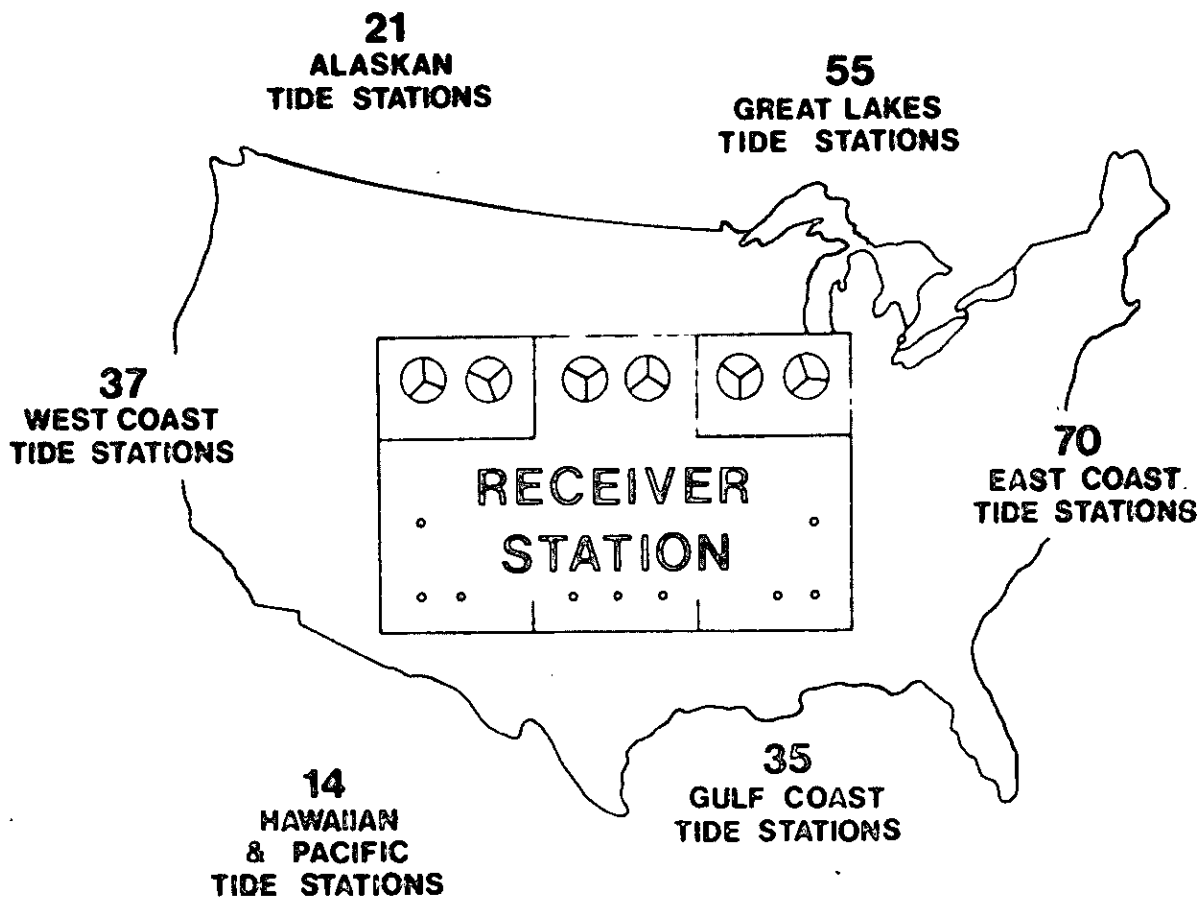 21
ALASKAN
TIDE STATIONS
55
GREAT LAKES
TIDE STATIONS
37
WEST COAST
TIDE STATIONS
RECEIVER
STATION
70
EAST COAST
TIDE STATIONS
14
HAWAIIAN
& PACIFIC
TIDE STATIONS
35
GULF COAST
TIDE STATIONS